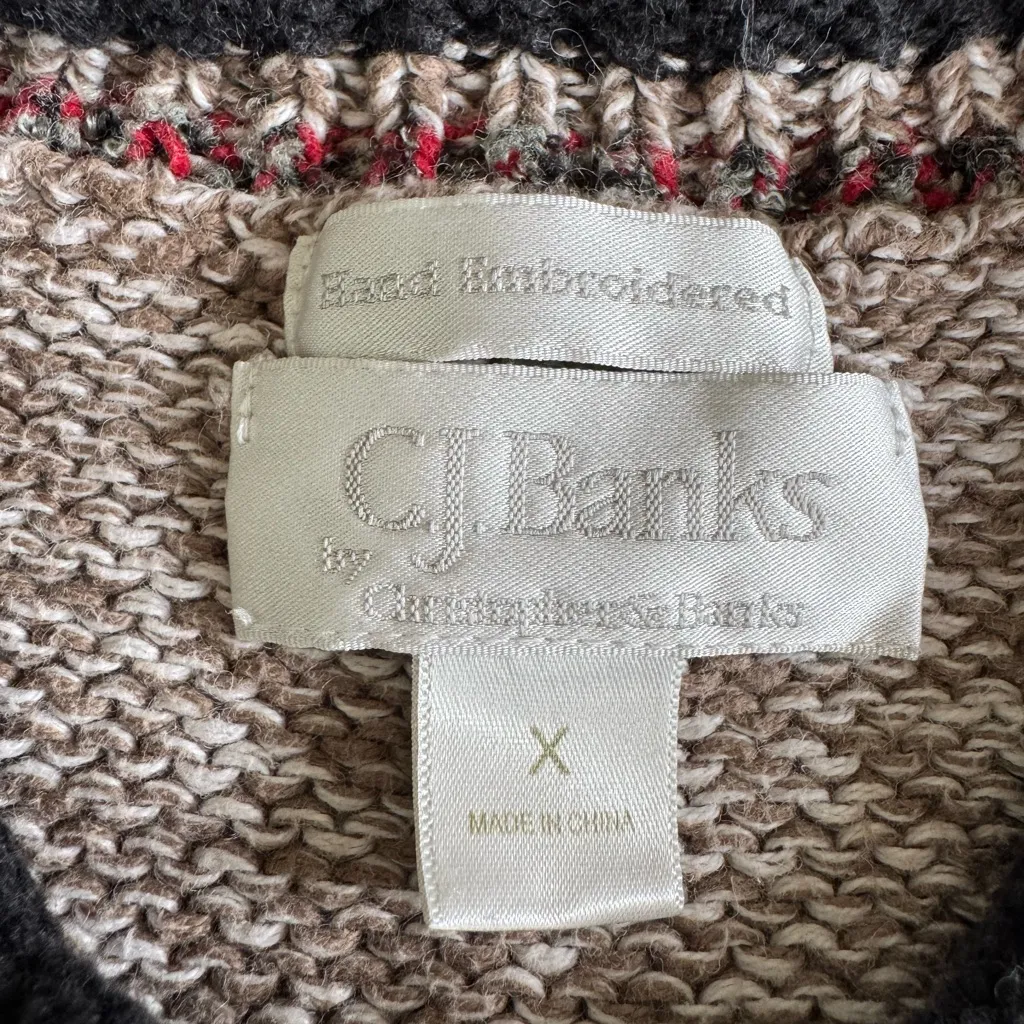 Hand Embroidered
CJ Banks
by
Christopher & Banks
X
MADE IN CHINA